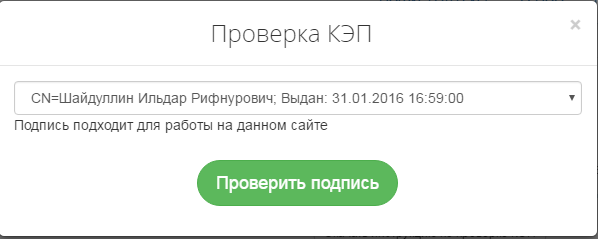 Проверка КЭП
×
CN=Шайдуллин Ильдар Рифнурович; Выдан: 31.01.2016 16:59:00
Подпись подходит для работы на данном сайте
Проверить подпись